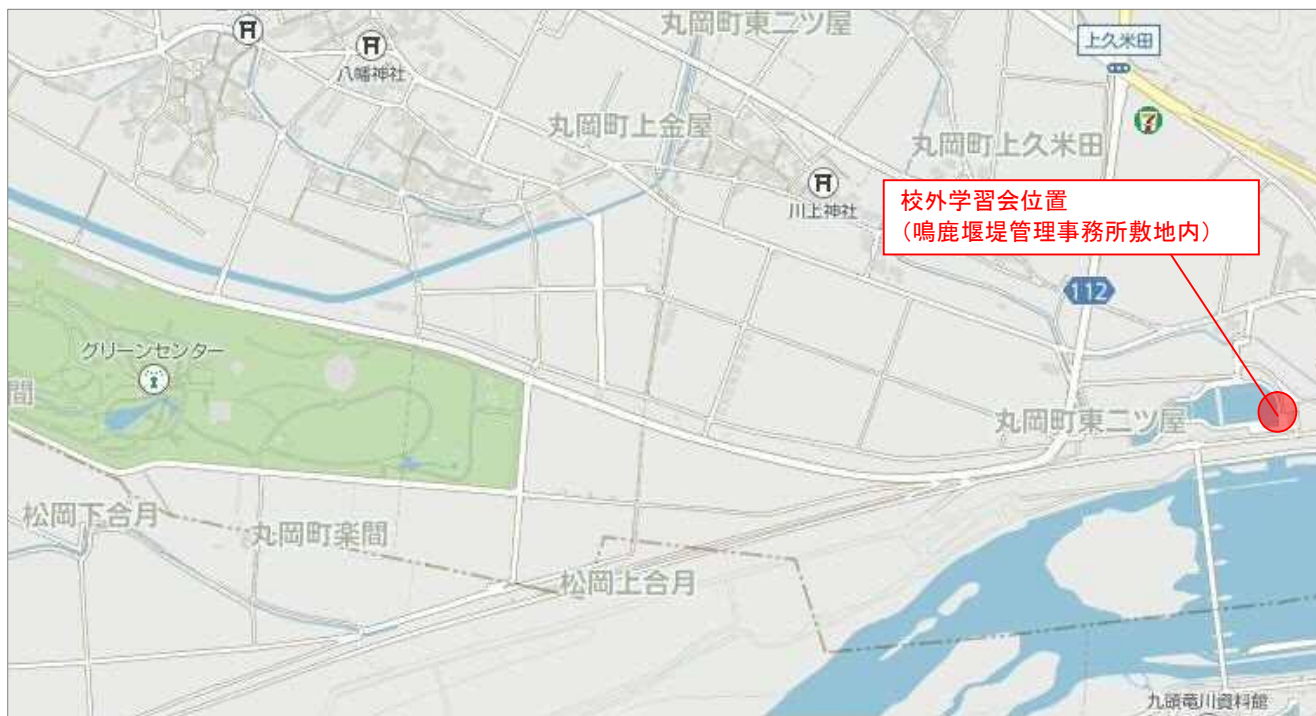 丸岡町東二ツ屋
上久米田
八幡神社
丸岡町上金屋
丸岡町上久米田
7
川上神社
校外学習会位置
（鳴鹿堰堤管理事務所敷地内）
112
グリーンセンター
間
丸岡町東二ツ屋
松岡下合月
丸岡町楽間
松岡上合月
九頭竜川資料館